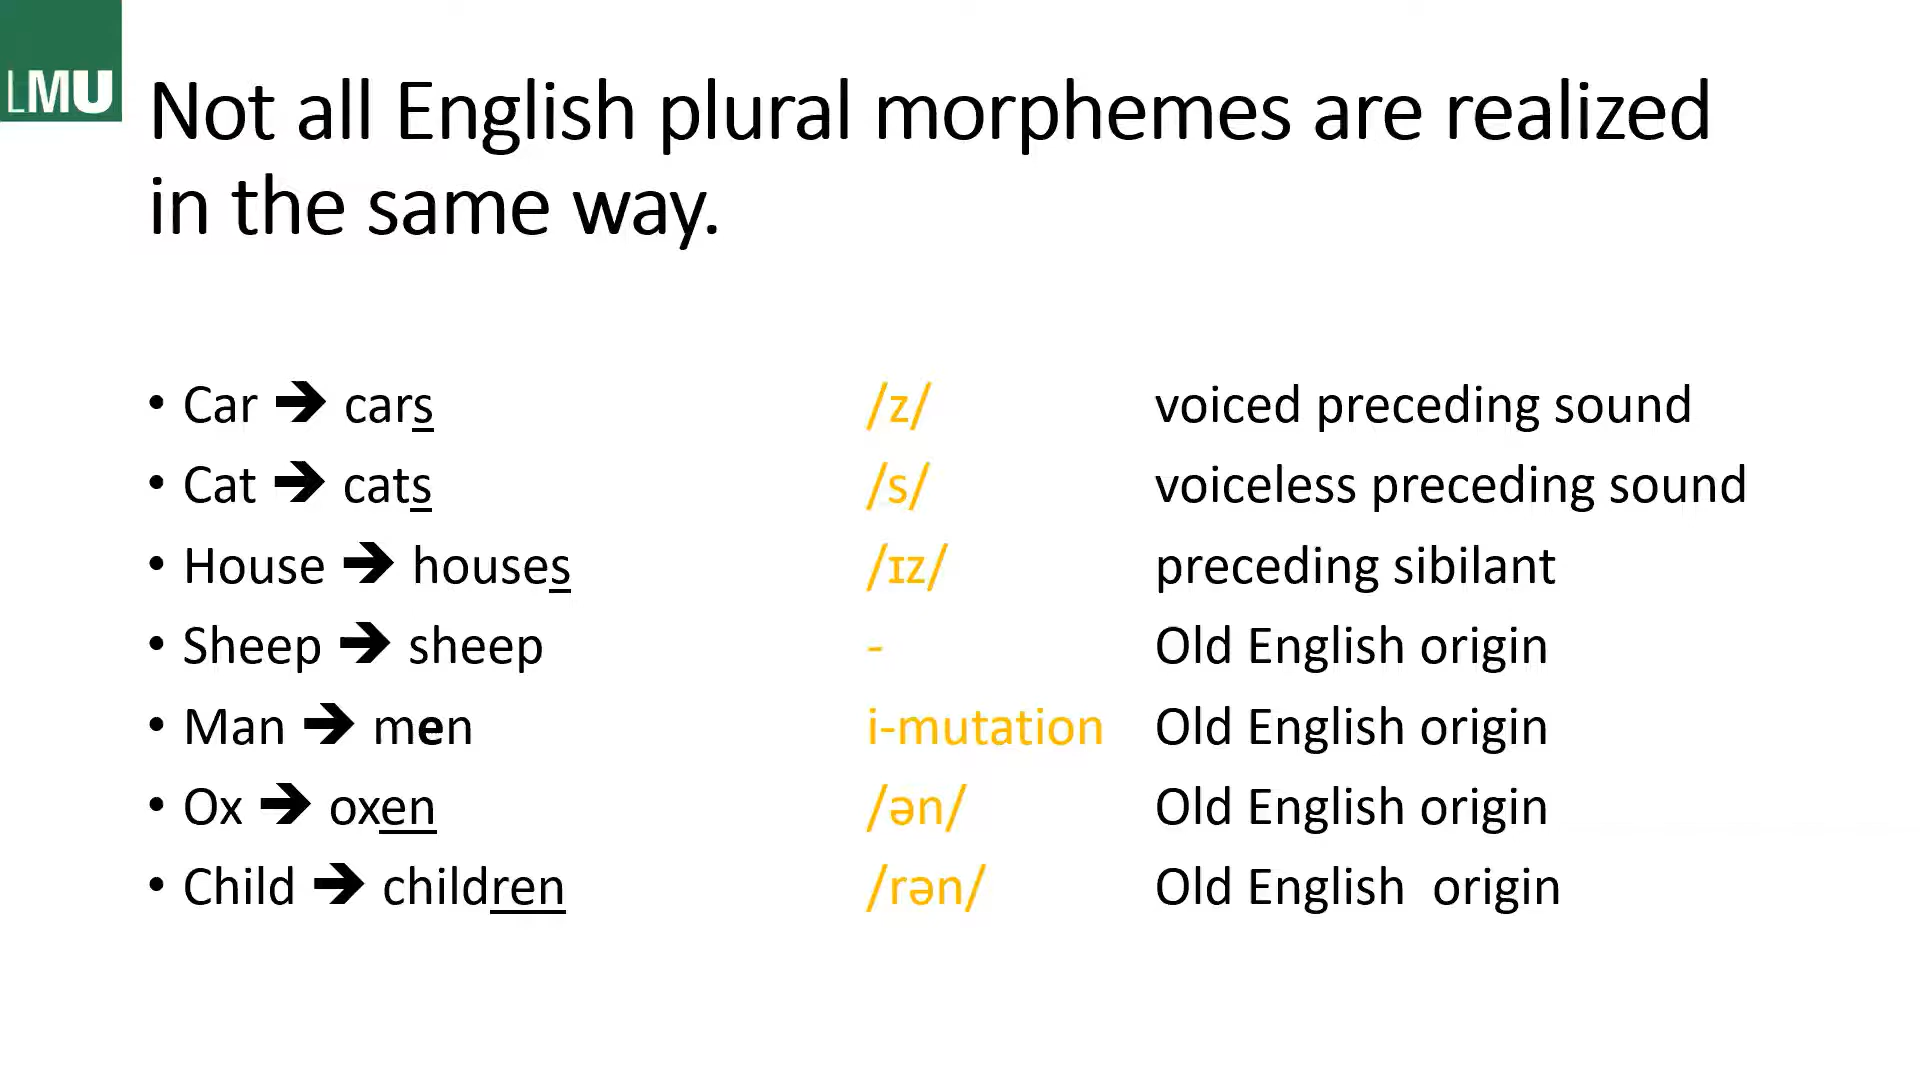 LMU
Not all English plural morphemes are realized
in the same way.
• Car 🡺 cars /z/ voiced preceding sound
• Cat 🡺 cats /s/ voiceless preceding sound
• House 🡺 houses /ɪz/ preceding sibilant
• Sheep 🡺 sheep - Old English origin
• Man 🡺 men i-mutation Old English origin
• Ox 🡺 oxen /ən/ Old English origin
• Child 🡺 children /rən/ Old English origin